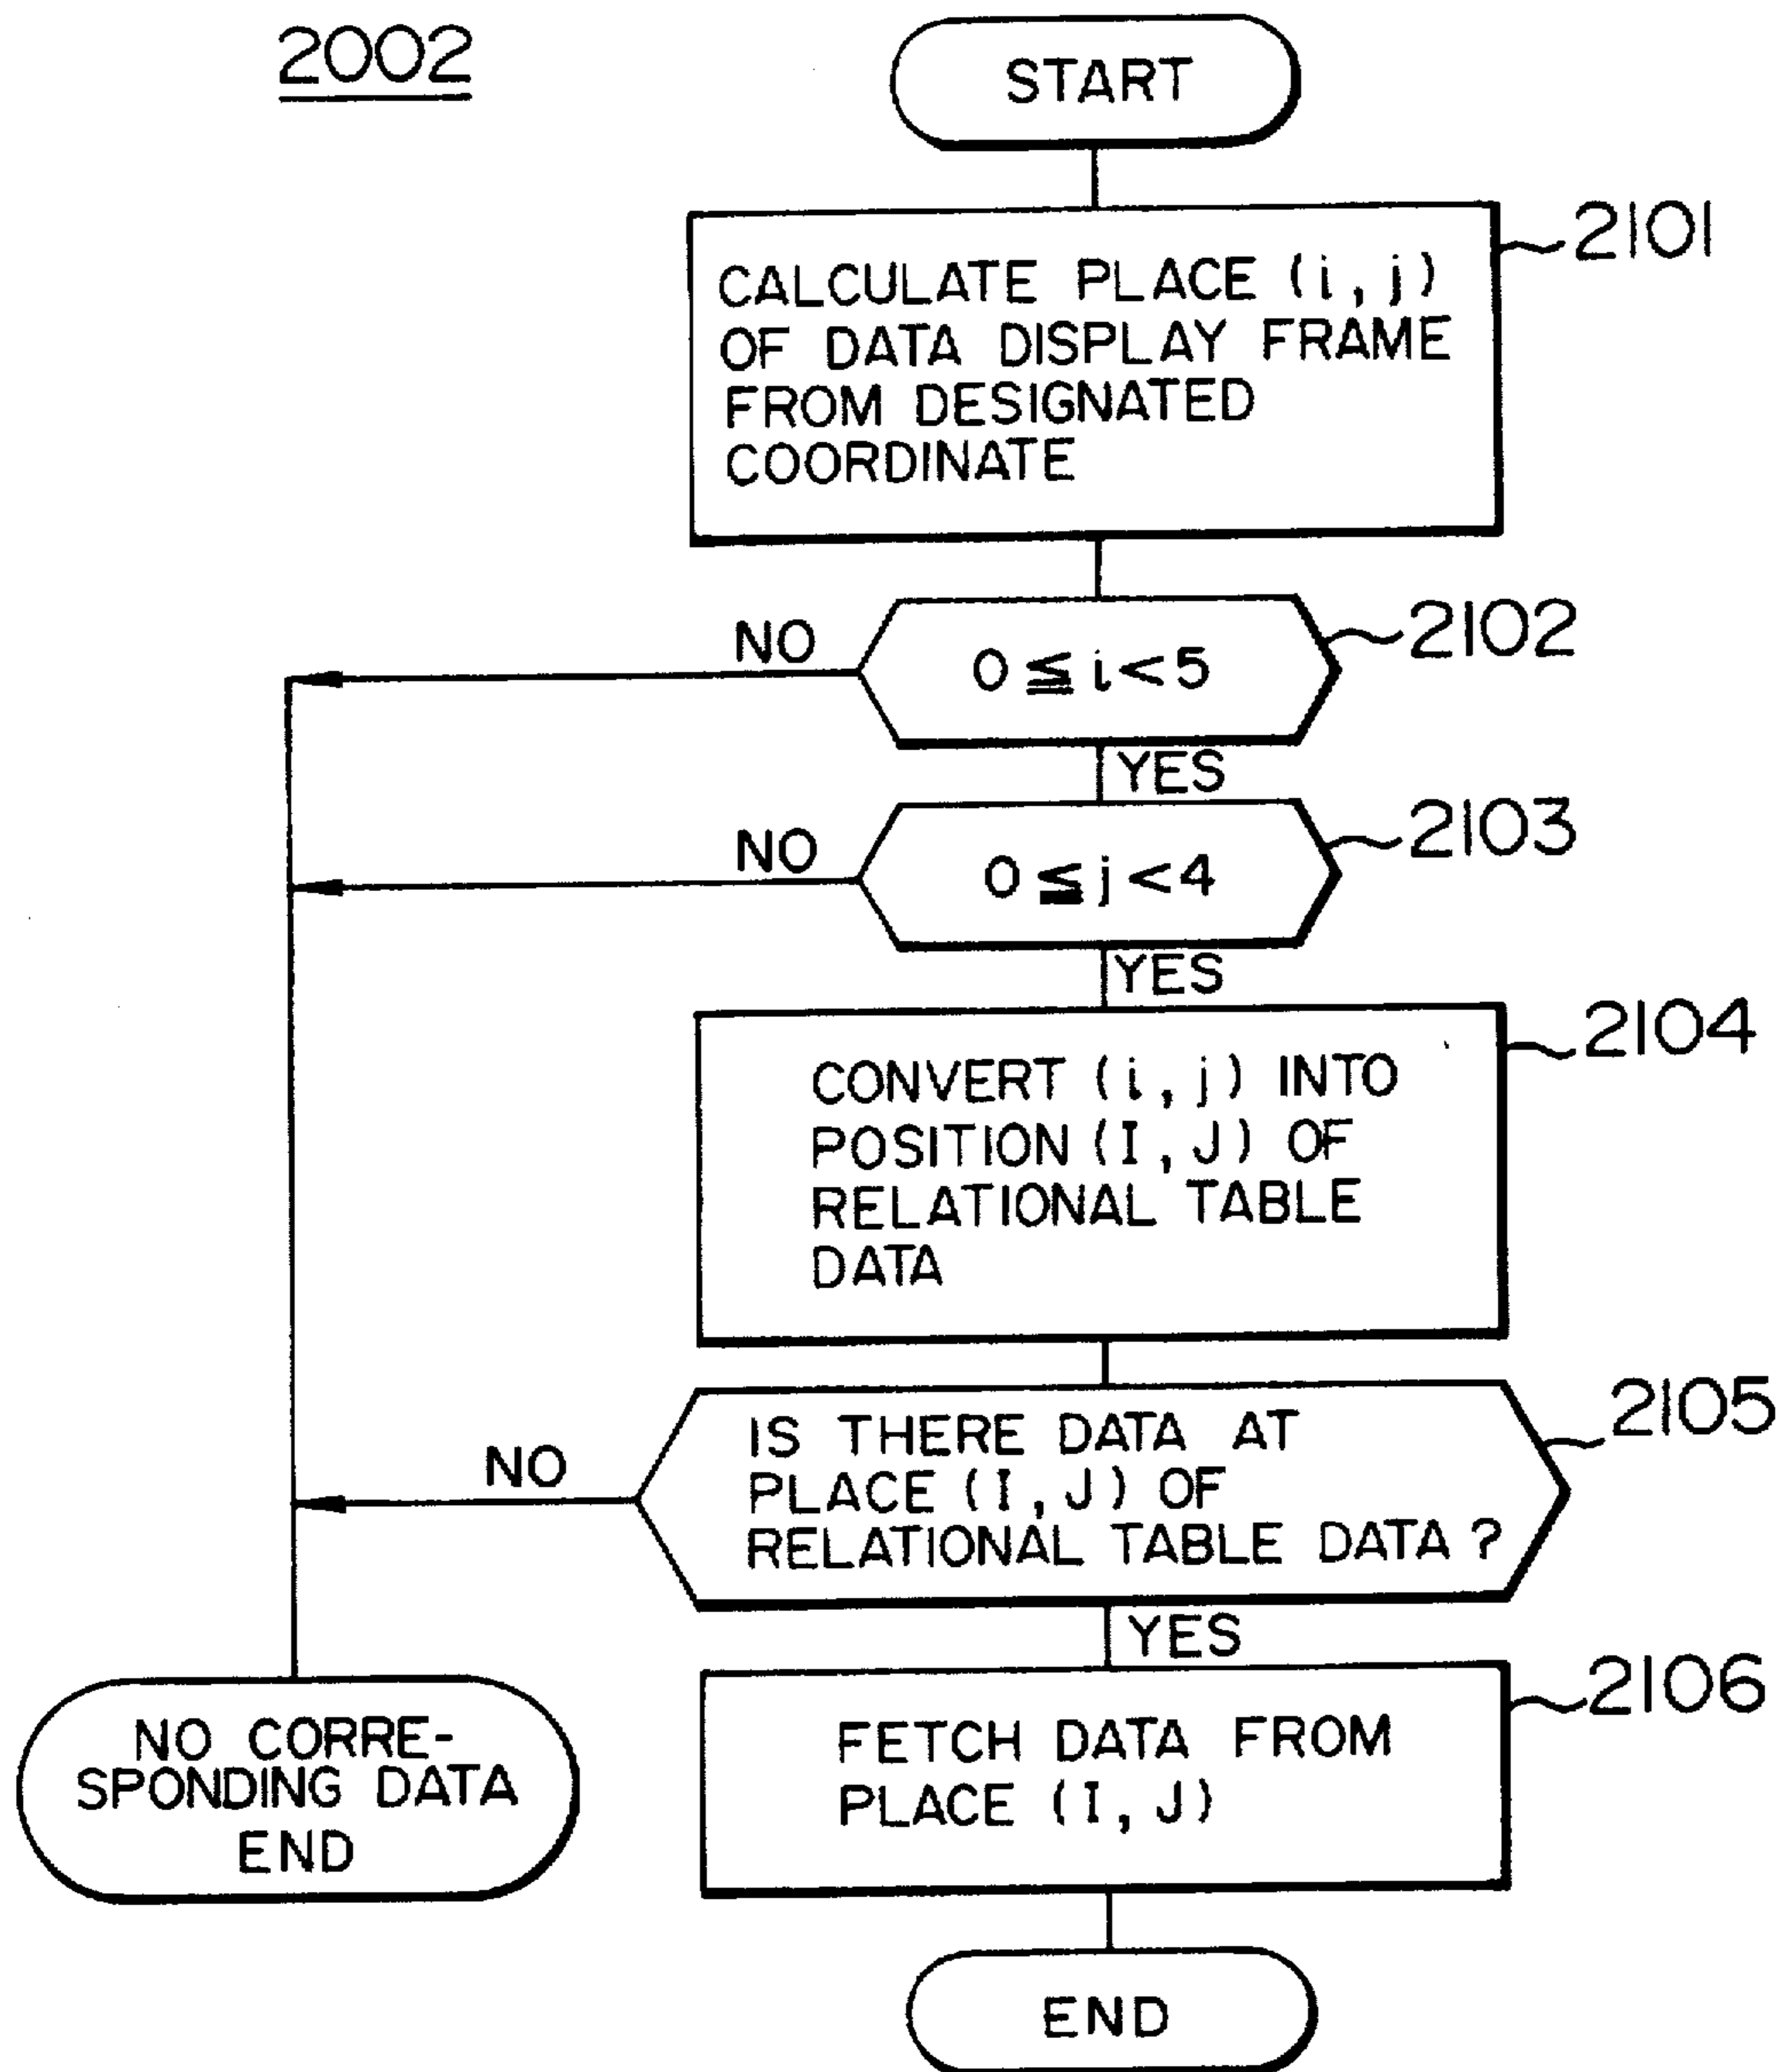 2002
START
2101
CALCULATE PLACE (i, j)
OF DATA DISPLAY FRAME
FROM DESIGNATED
COORDINATE
2102
NO
0 ≦ i < 5
YES
2103
NO
0 ≦ j < 4
YES
2104
CONVERT (i, j) INTO
POSITION (I, J) OF
RELATIONAL TABLE
DATA
2105
NO
IS THERE DATA AT
PLACE (I, J) OF
RELATIONAL TABLE DATA ?
YES
2106
NO CORRE-
SPONDING DATA
END
FETCH DATA FROM
PLACE (I, J)
END